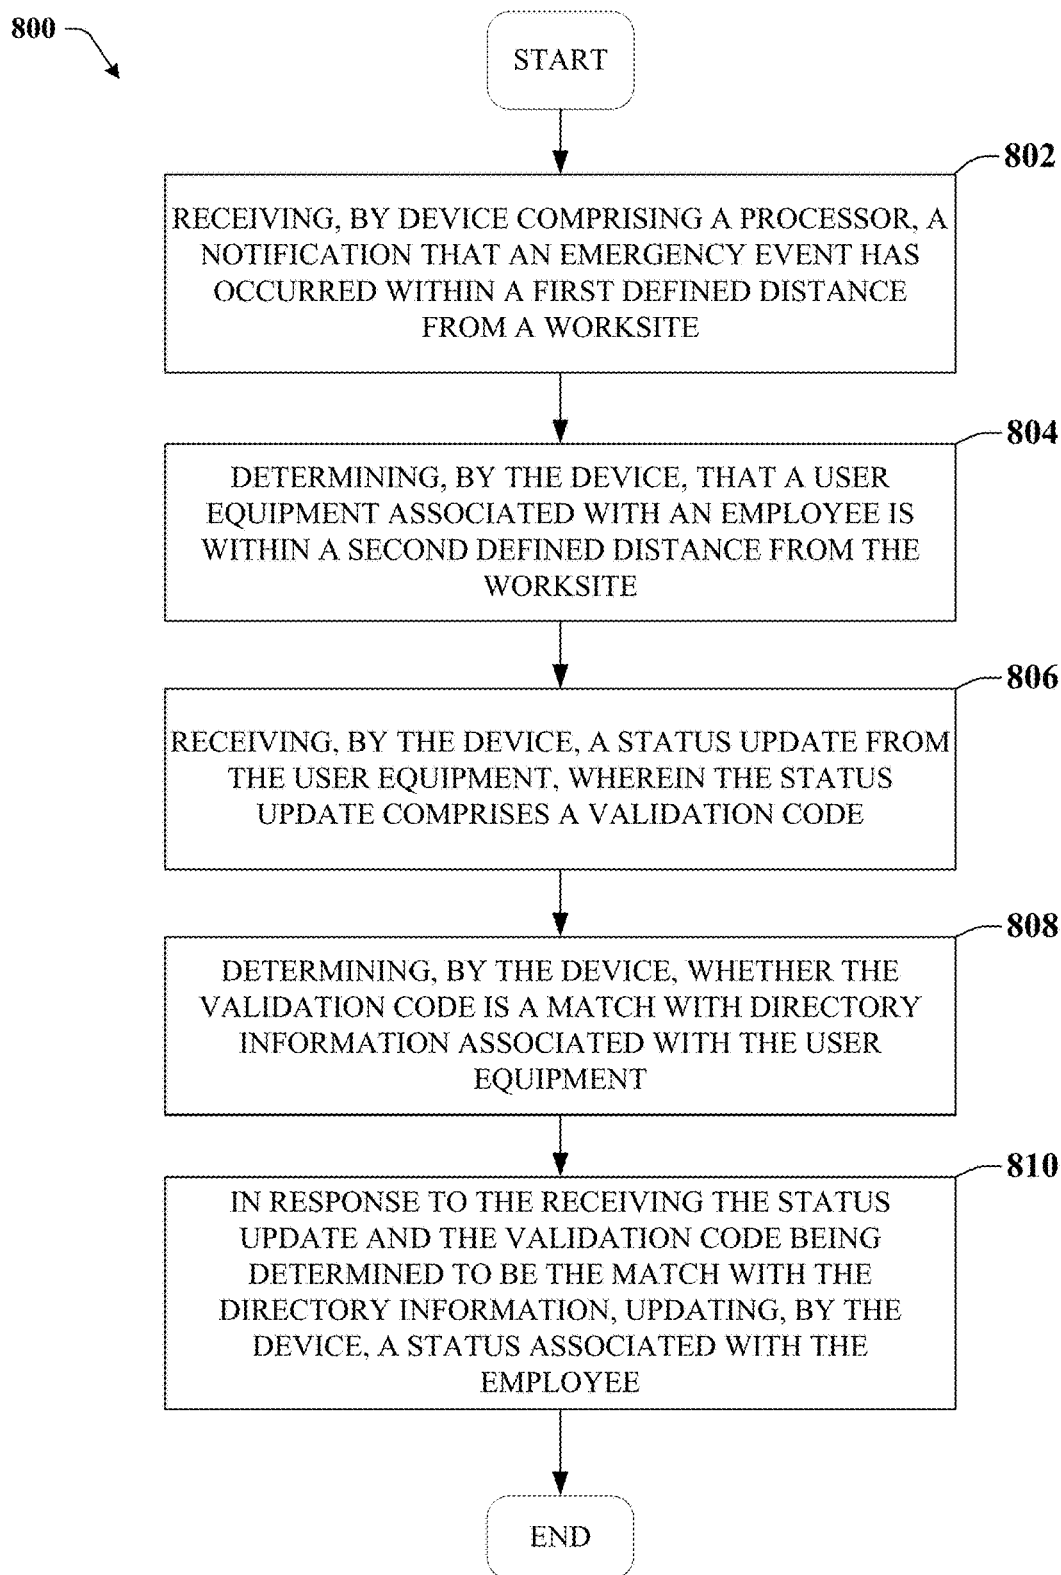 800
START
802
RECEIVING, BY DEVICE COMPRISING A PROCESSOR, A
NOTIFICATION THAT AN EMERGENCY EVENT HAS
OCCURRED WITHIN A FIRST DEFINED DISTANCE
FROM A WORKSITE
804
DETERMINING, BY THE DEVICE, THAT A USER
EQUIPMENT ASSOCIATED WITH AN EMPLOYEE IS
WITHIN A SECOND DEFINED DISTANCE FROM THE
WORKSITE
806
RECEIVING, BY THE DEVICE, A STATUS UPDATE FROM
THE USER EQUIPMENT, WHEREIN THE STATUS
UPDATE COMPRISES A VALIDATION CODE
808
DETERMINING, BY THE DEVICE, WHETHER THE
VALIDATION CODE IS A MATCH WITH DIRECTORY
INFORMATION ASSOCIATED WITH THE USER
EQUIPMENT
810
IN RESPONSE TO THE RECEIVING THE STATUS
UPDATE AND THE VALIDATION CODE BEING
DETERMINED TO BE THE MATCH WITH THE
DIRECTORY INFORMATION, UPDATING, BY THE
DEVICE, A STATUS ASSOCIATED WITH THE
EMPLOYEE
END